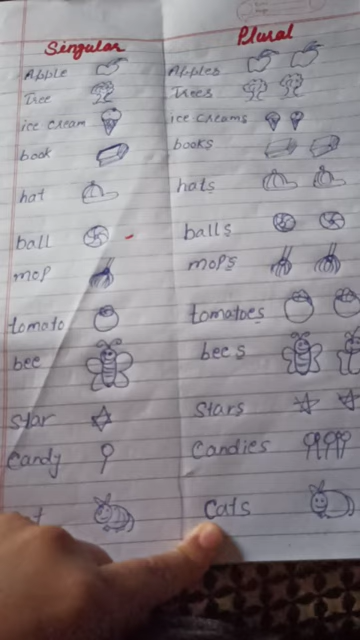 Singular Plural
Apple Apples
Tree Trees
ice cream ice creams
book books
hat hats
ball balls
mop mops
tomato tomatoes
bee bees
star Stars
Candy Candies
Cats